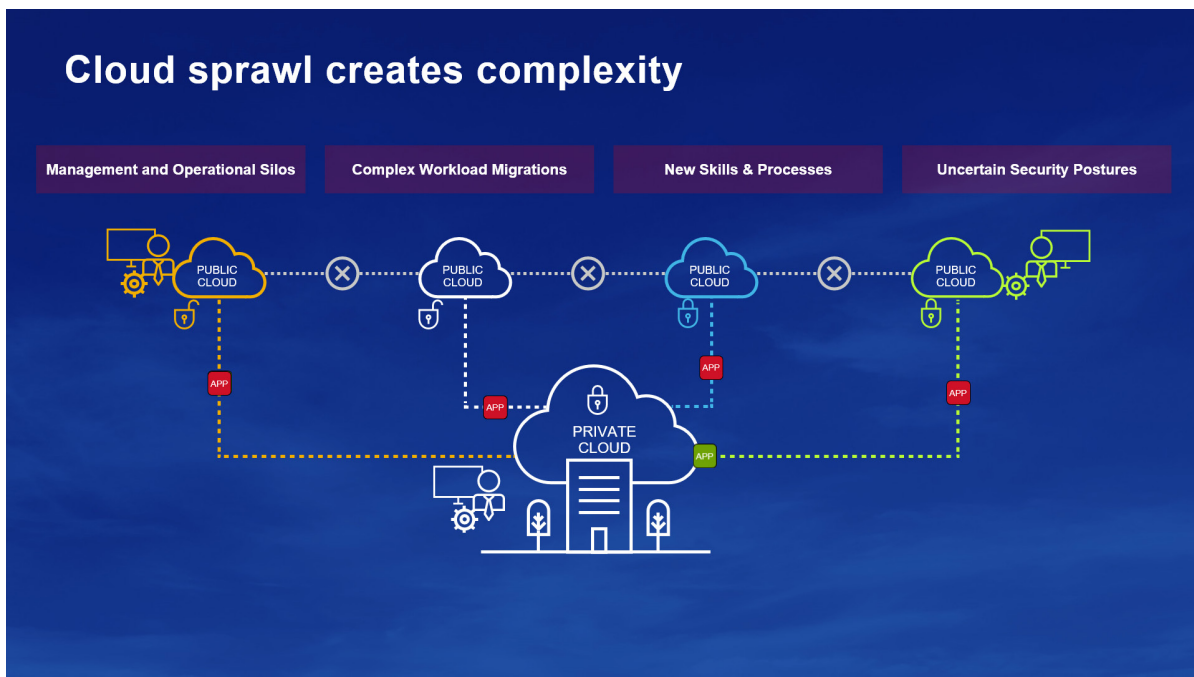 Cloud sprawl creates complexity
Management and Operational Silos
Complex Workload Migrations
New Skills & Processes
Uncertain Security Postures
PUBLIC
CLOUD
PUBLIC
CLOUD
PUBLIC
CLOUD
PUBLIC
CLOUD
APP
APP
APP
APP
PRIVATE
CLOUD
APP